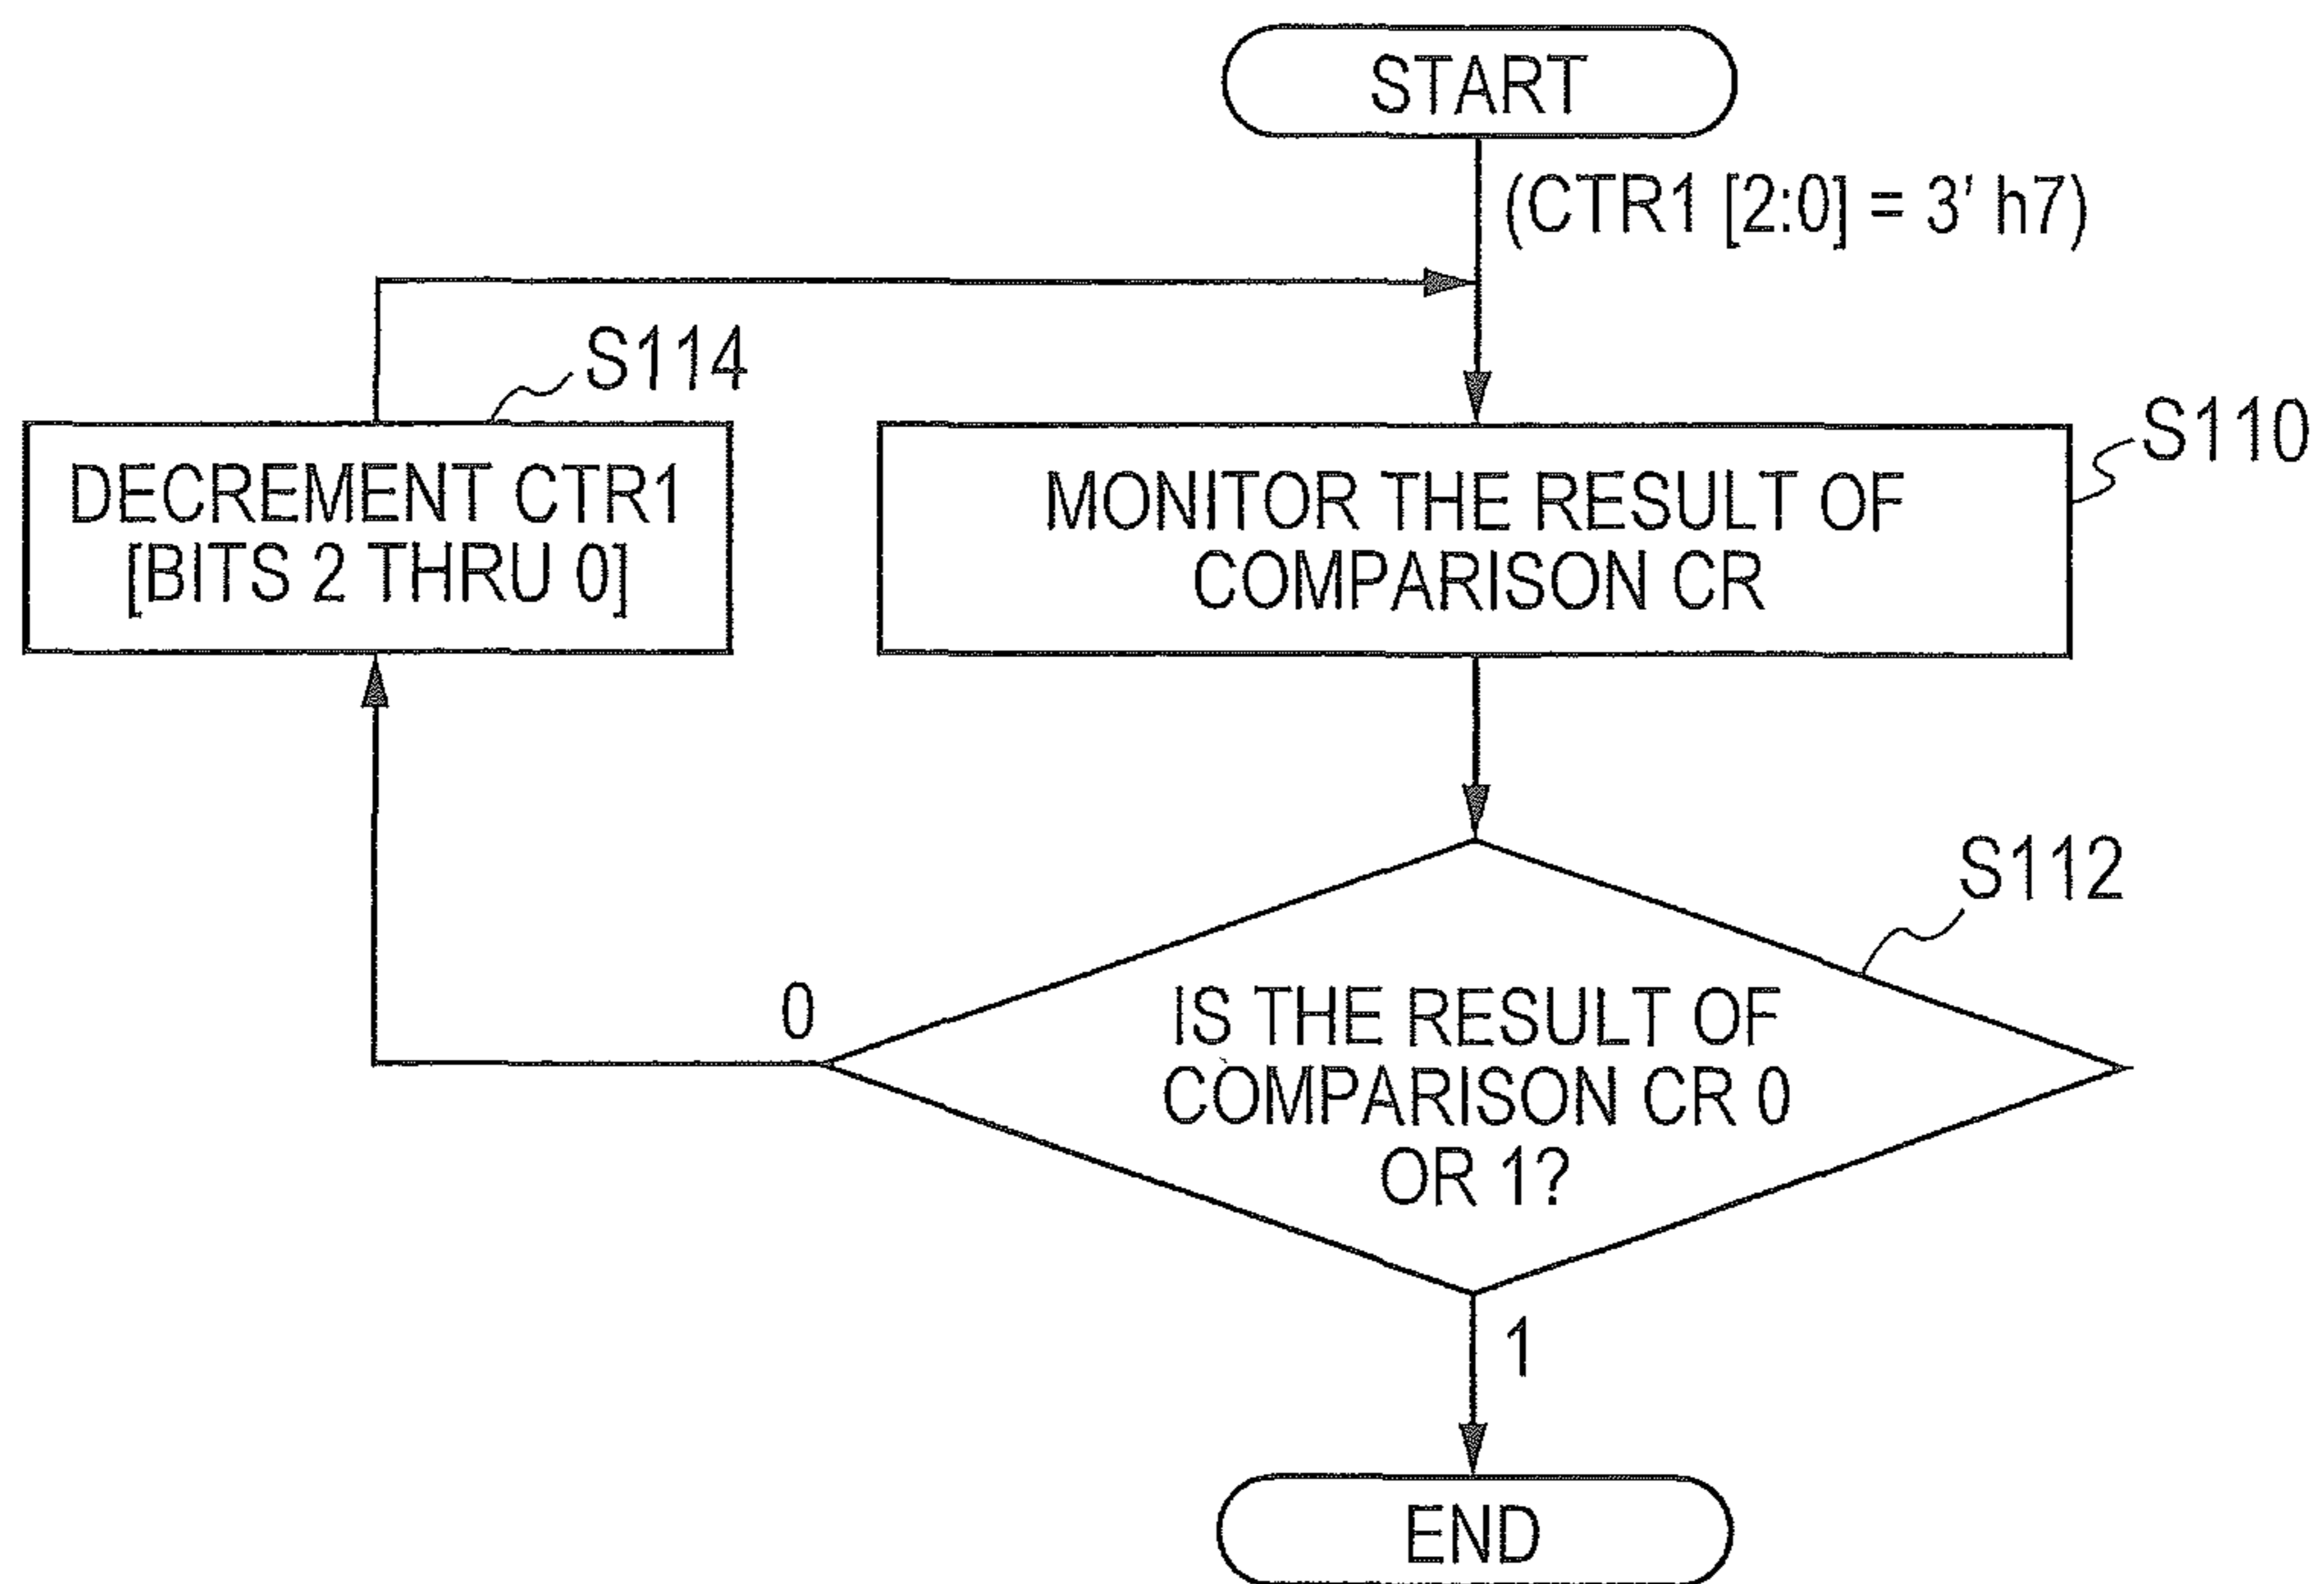 START
(CTR1 [2:0] = 3' h7)
S114
DECREMENT CTR1
[BITS 2 THRU 0]
S110
MONITOR THE RESULT OF
COMPARISON CR
S112
0
IS THE RESULT OF
COMPARISON CR 0
OR 1?
1
END